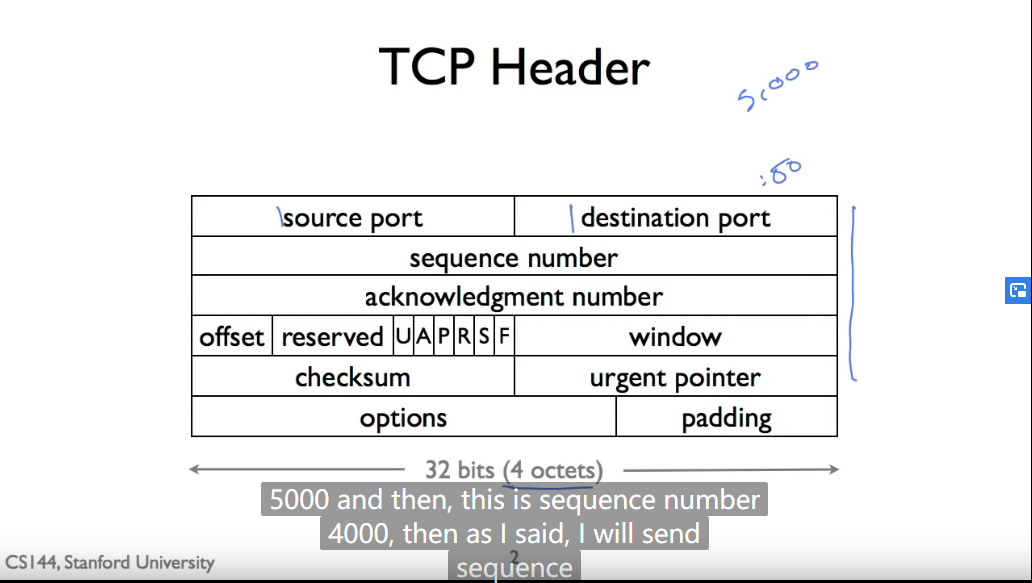 TCP Header
5,000
:80
source port destination port
sequence number
acknowledgment number
offset reserved U A P R S F window
checksum urgent pointer
options padding
32 bits (4 octets)
5000 and then, this is sequence number
4000, then as I said, I will send
sequence
CS144, Stanford University
2